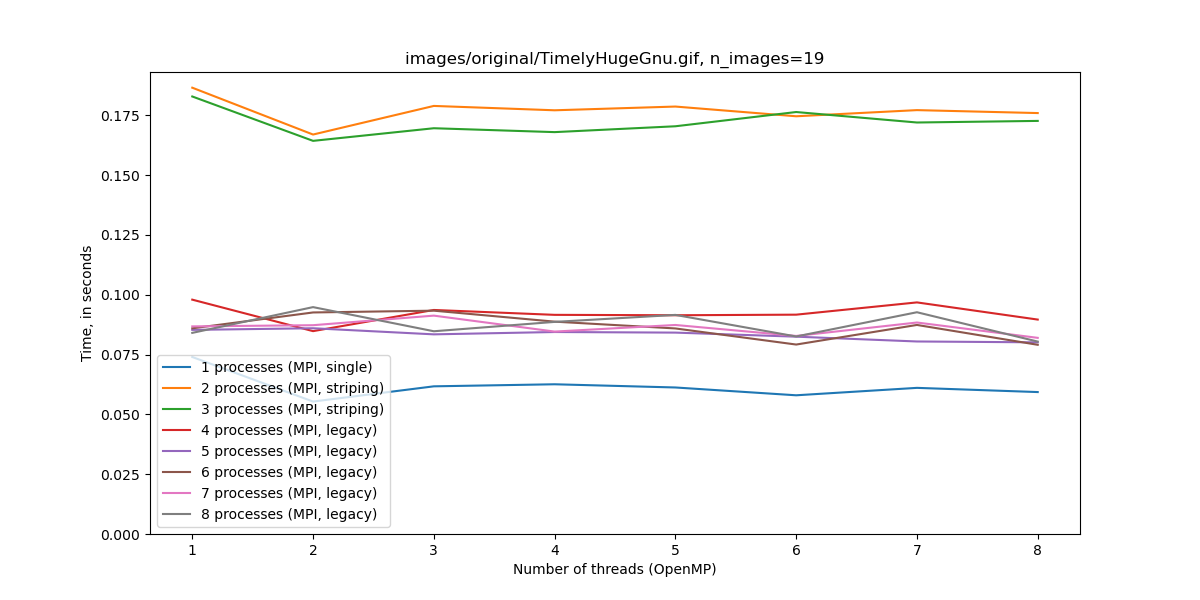 images/original/TimelyHugeGnu.gif, n_images=19
Time, in seconds
0.175
0.150
0.125
0.100
0.075
0.050
0.025
0.000
1 processes (MPI, single)
2 processes (MPI, striping)
3 processes (MPI, striping)
4 processes (MPI, legacy)
5 processes (MPI, legacy)
6 processes (MPI, legacy)
7 processes (MPI, legacy)
8 processes (MPI, legacy)
1 2 3 4 5 6 7 8
Number of threads (OpenMP)